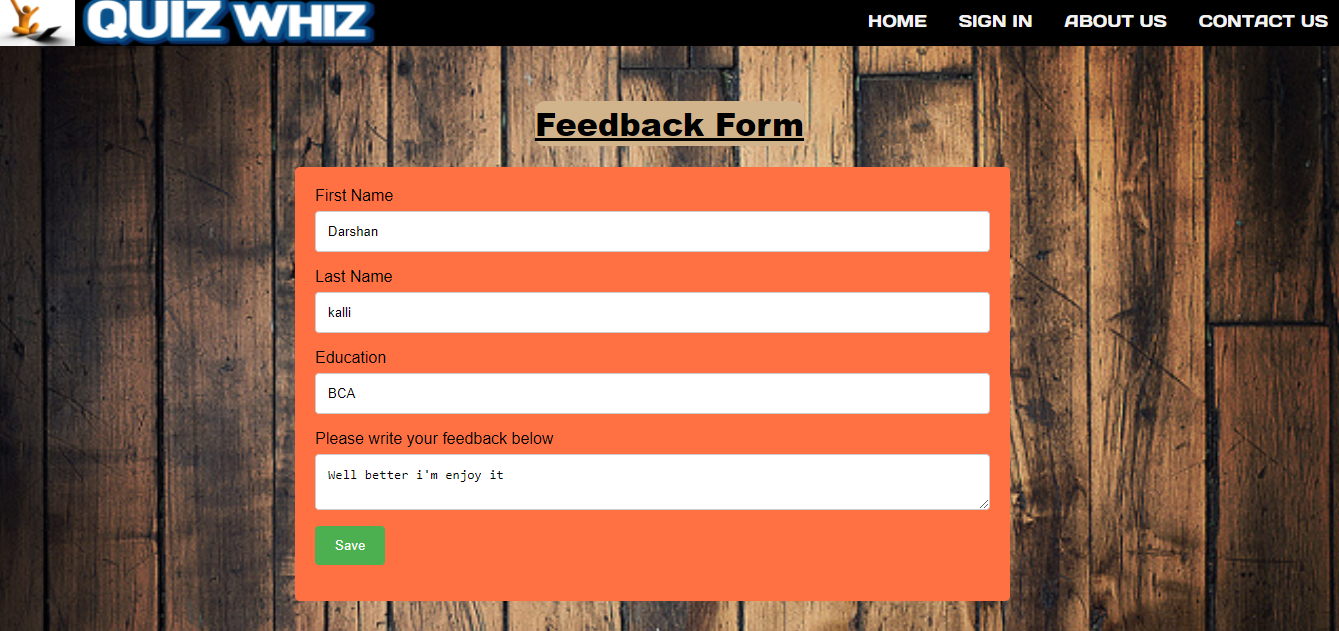 QUIZ WHIZ
HOME SIGN IN ABOUT US CONTACT US
Feedback Form
First Name
Darshan
Last Name
kalli
Education
BCA
Please write your feedback below
Well better i'm enjoy it
Save